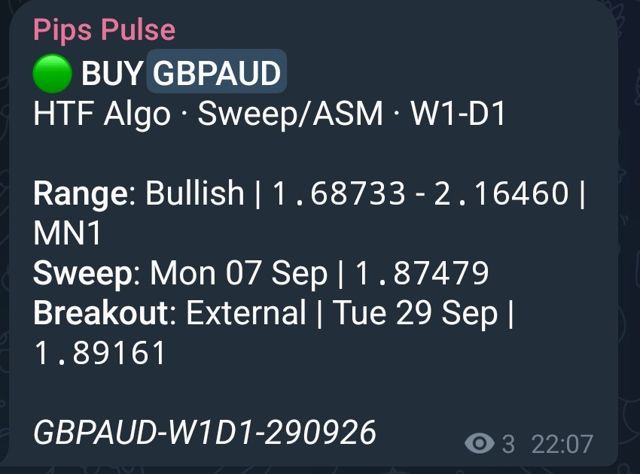 Pips Pulse
🟢 BUY GBPAUD
HTF Algo · Sweep/ASM · W1-D1
Range: Bullish | 1.68733 - 2.16460 |
MN1
Sweep: Mon 07 Sep | 1.87479
Breakout: External | Tue 29 Sep |
1.89161
GBPAUD-W1D1-290926
3 22:07